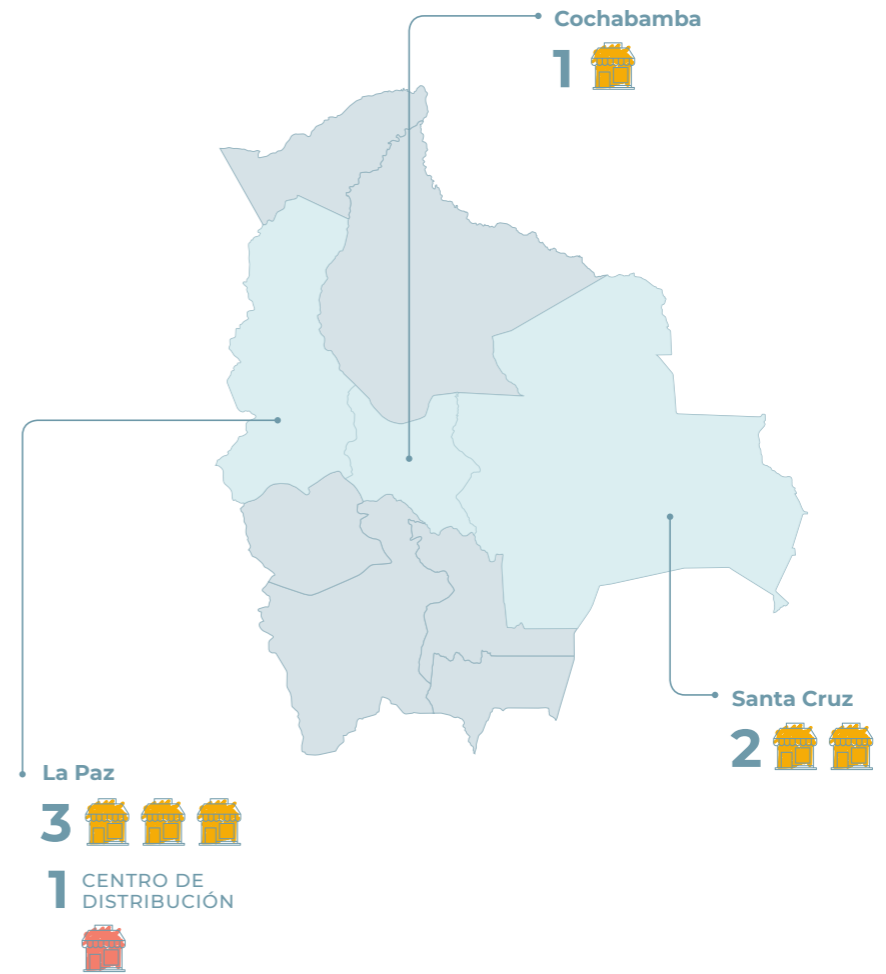 Cochabamba
1
Santa Cruz
2
La Paz
3
1 CENTRO DE
DISTRIBUCIÓN